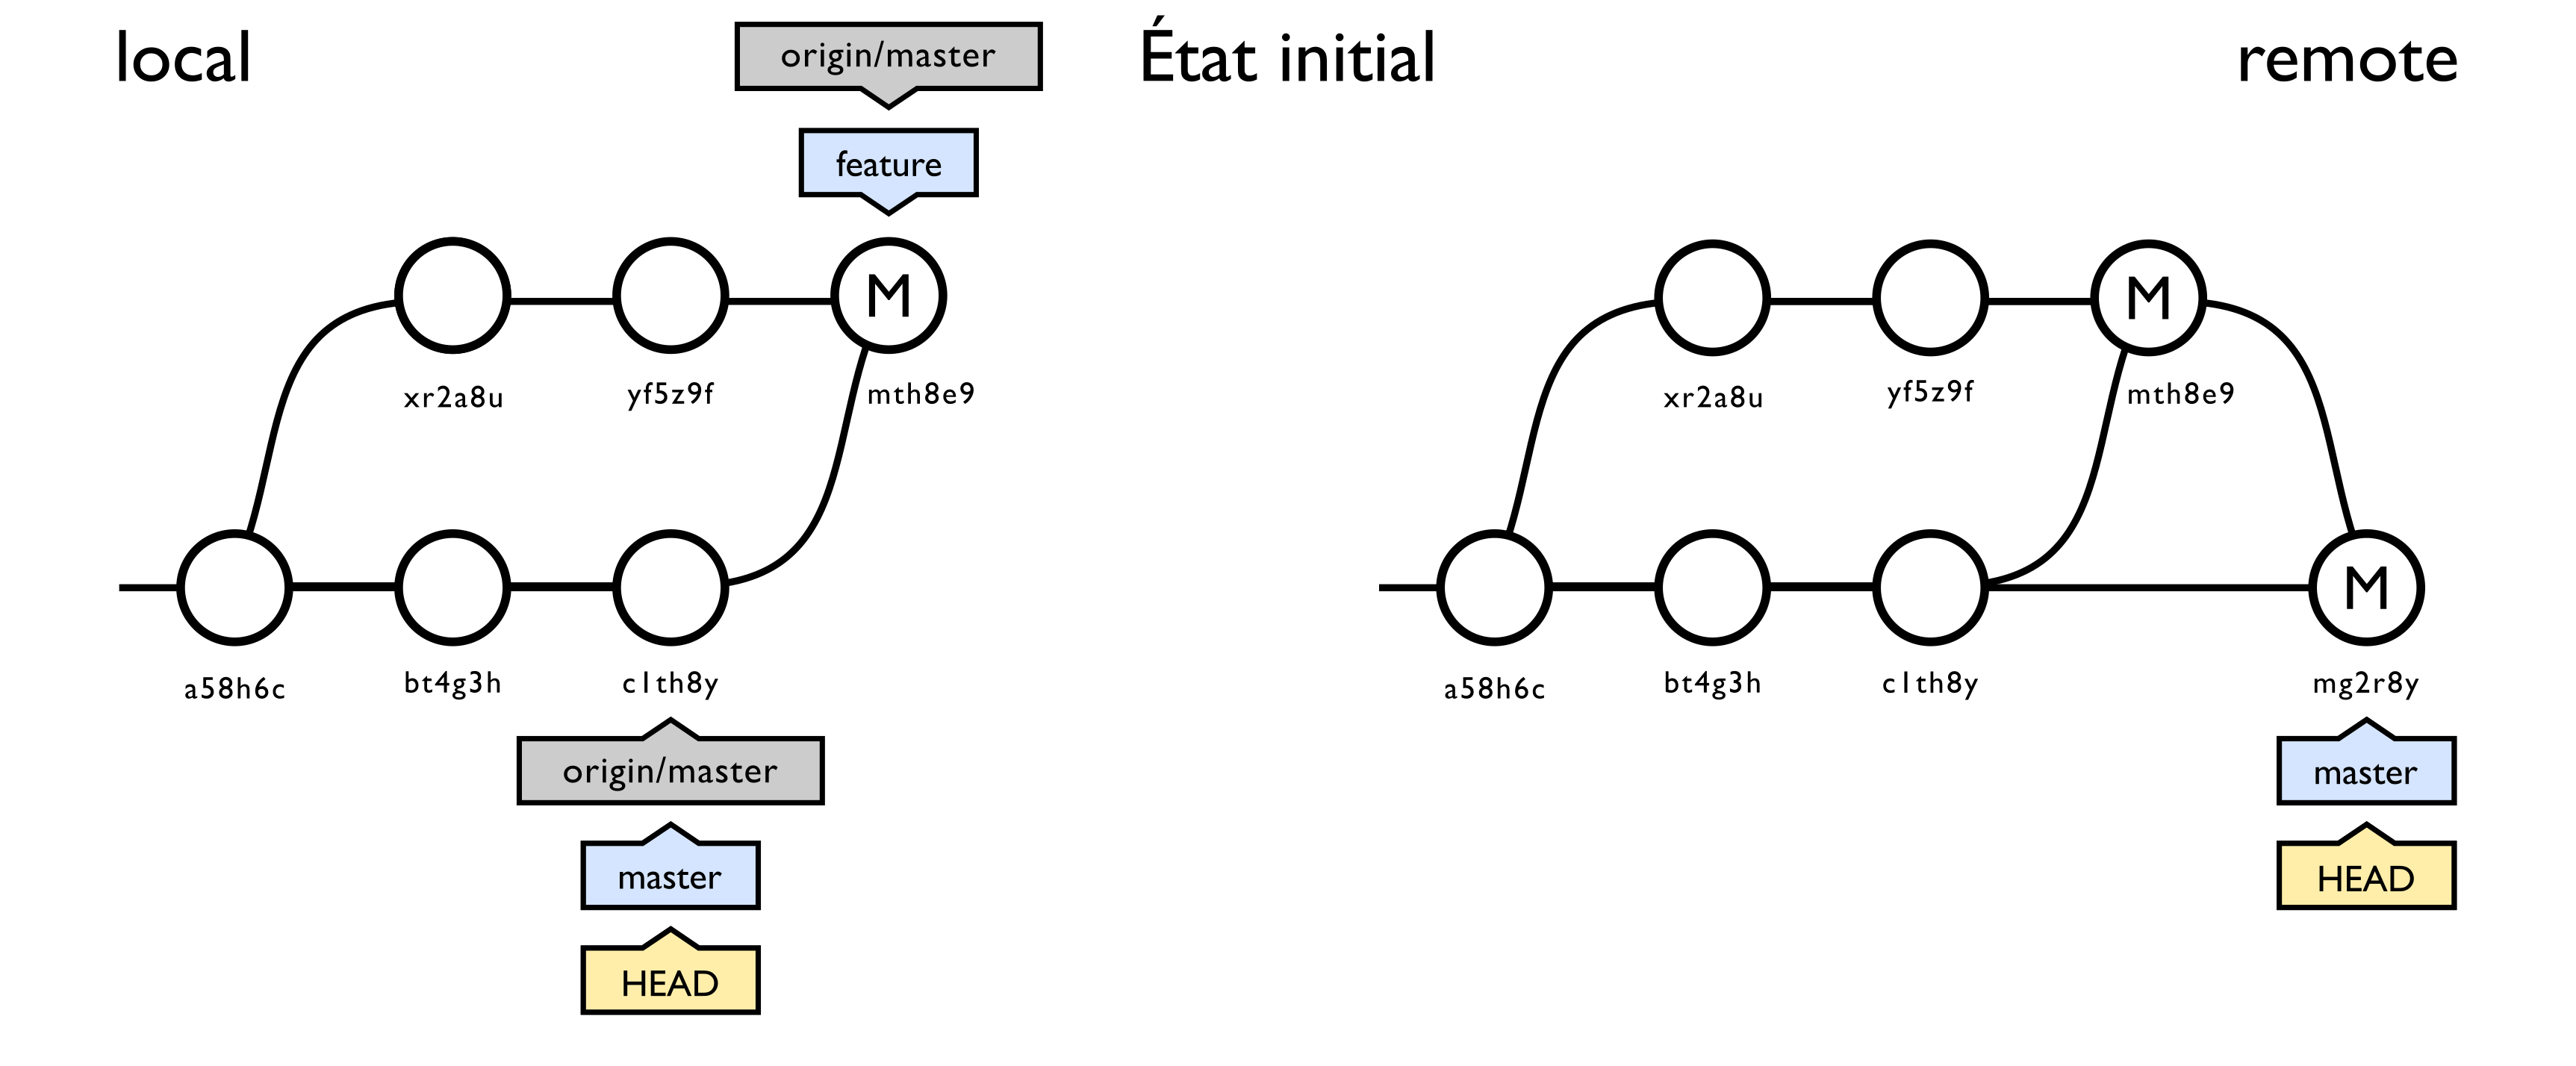 local
État initial
remote
origin/master
feature
M
M
xr2a8u
yf5z9f
mth8e9
xr2a8u
yf5z9f
mth8e9
M
a58h6c
bt4g3h
c1th8y
a58h6c
bt4g3h
c1th8y
mg2r8y
origin/master
master
master
HEAD
HEAD